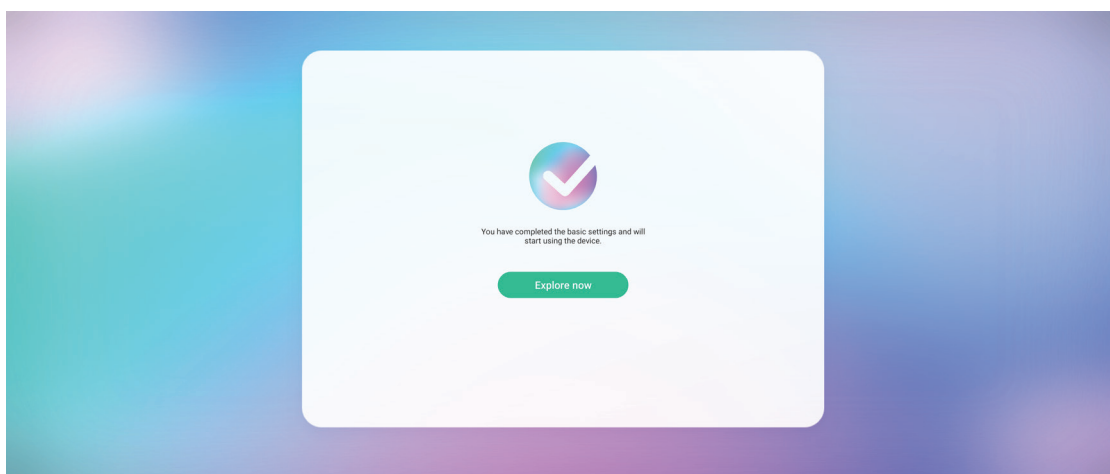 You have completed the basic settings and will
start using the device.
Explore now